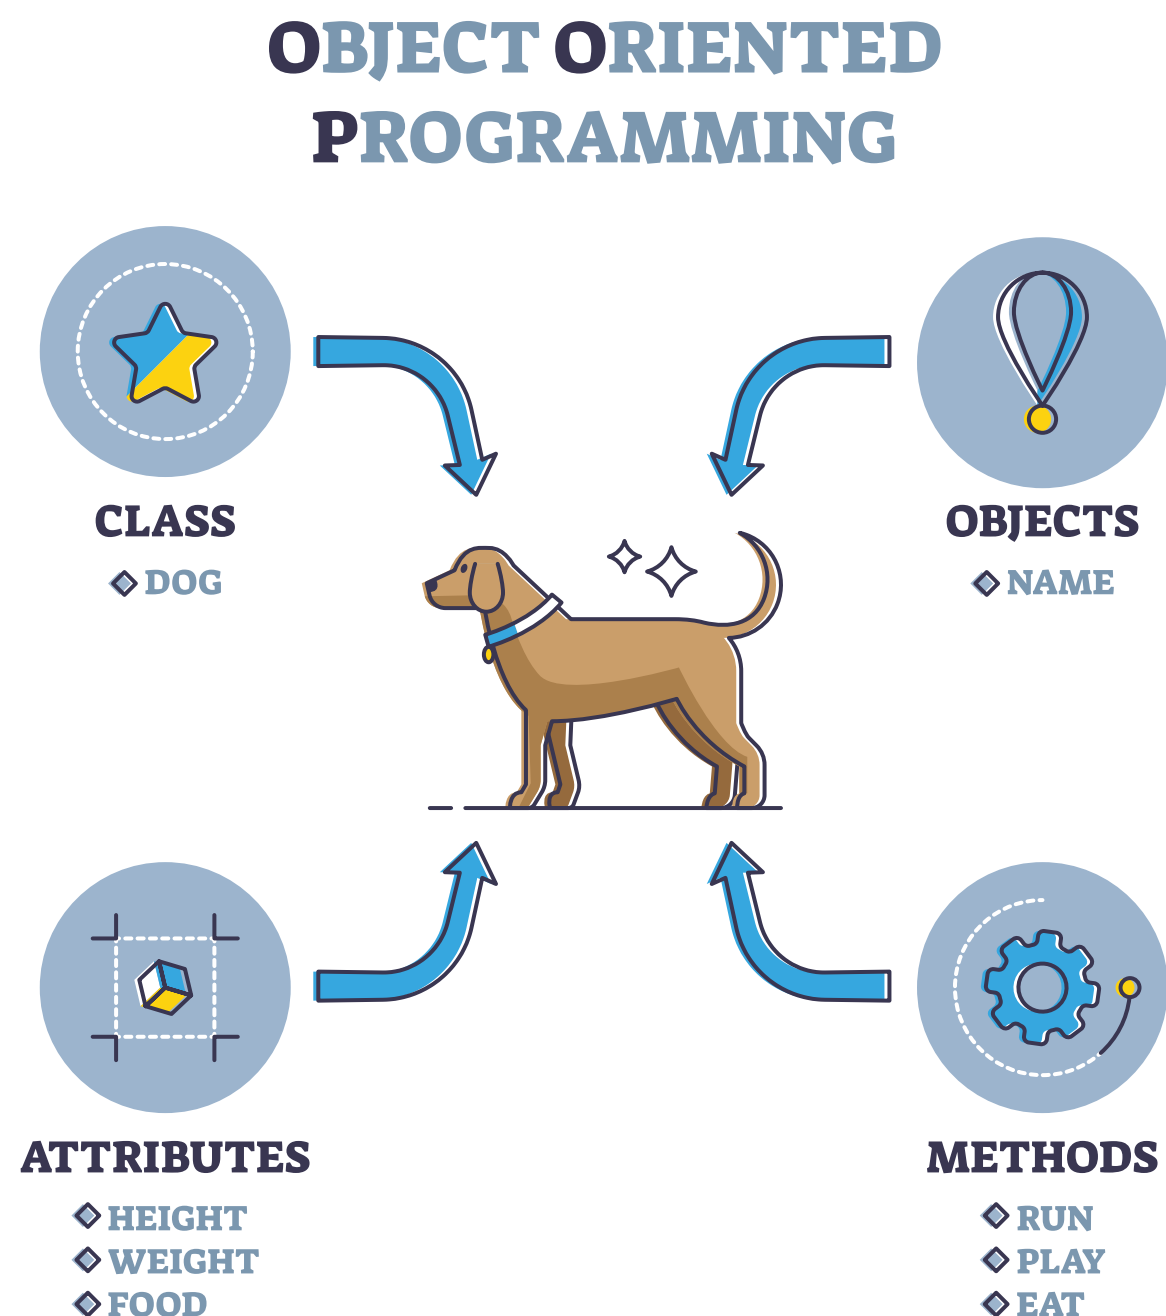 OBJECT ORIENTED
PROGRAMMING
CLASS
DOG
OBJECTS
NAME
ATTRIBUTES
HEIGHT
WEIGHT
FOOD
METHODS
RUN
PLAY
EAT